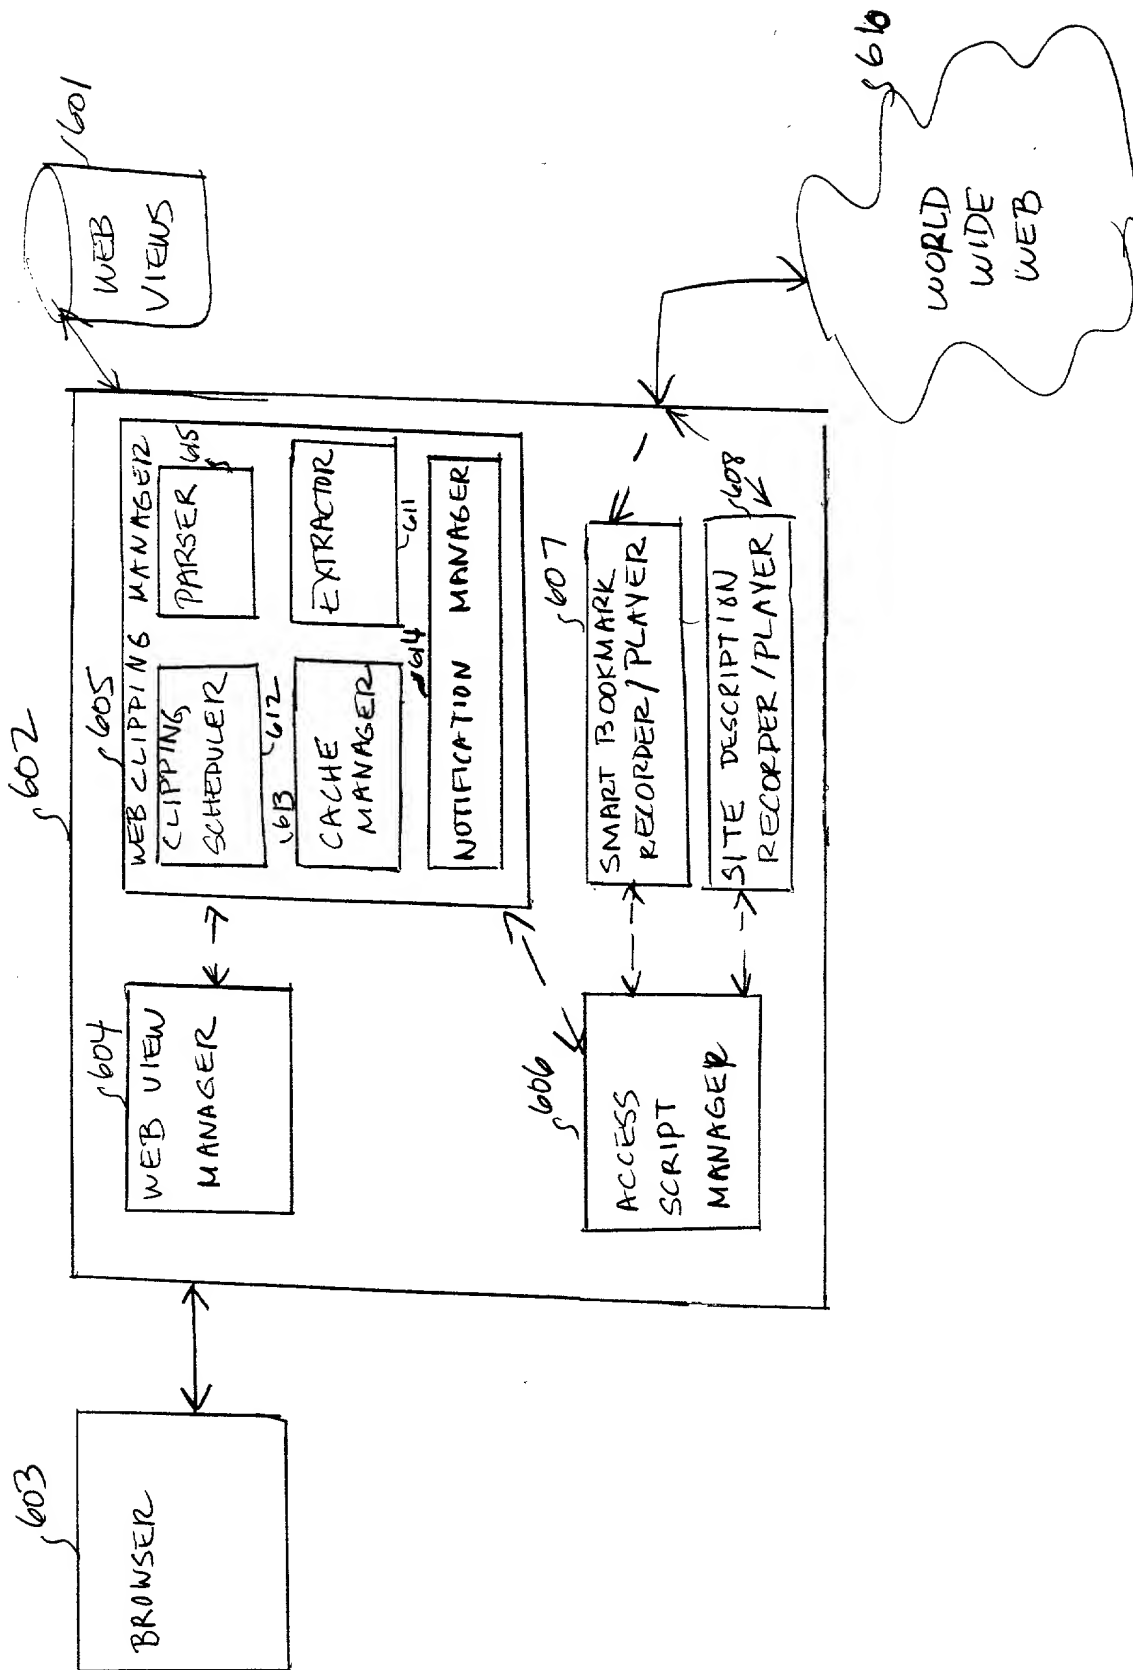 602
603
BROWSER
604
WEB VIEW
MANAGER
605
WEB CLIPPING MANAGER
CLIPPING
SCHEDULER
612
PARSER
615
613
CACHE
MANAGER
EXTRACTOR
611
614
NOTIFICATION MANAGER
606
ACCESS
SCRIPT
MANAGER
607
SMART BOOKMARK
RECORDER/PLAYER
608
SITE DESCRIPTION
RECORDER/PLAYER
601
WEB
VIEWS
610
WORLD
WIDE
WEB